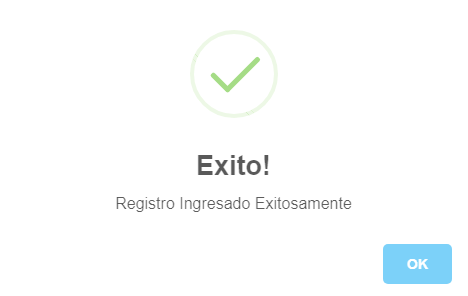 Exito!
Registro Ingresado Exitosamente
OK